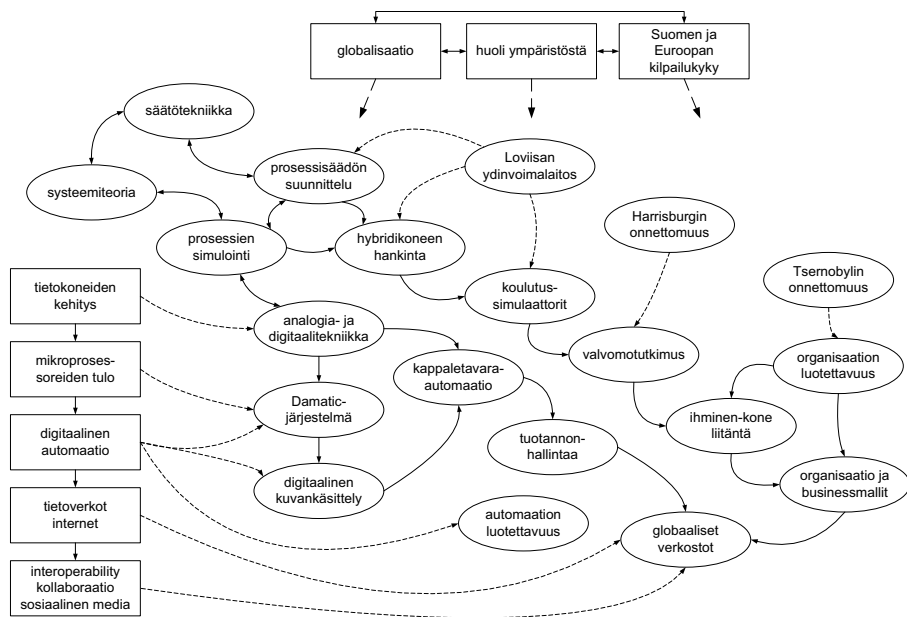 globalisaatio
huoli ympäristöstä
Suomen ja
Euroopan
kilpailukyky
säätötekniikka
prosessisäädön
suunnittelu
Loviisan
ydinvoimalaitos
systeemiteoria
Harrisburgin
onnettomuus
prosessien
simulointi
hybridikoneen
hankinta
Tsernobylin
onnettomuus
tietokoneiden
kehitys
koulutus-
simulaattorit
analogia- ja
digitaalitekniikka
valvomotutkimus
mikroproses-
soreiden tulo
kappaletavara-
automaatio
organisaation
luotettavuus
Damatic-
järjestelmä
ihminen-kone
liitäntä
digitaalinen
automaatio
tuotannon-
hallintaa
digitaalinen
kuvankäsittely
organisaatio ja
businessmallit
tietoverkot
internet
automaation
luotettavuus
globaaliset
verkostot
interoperability
kollaboraatio
sosiaalinen media